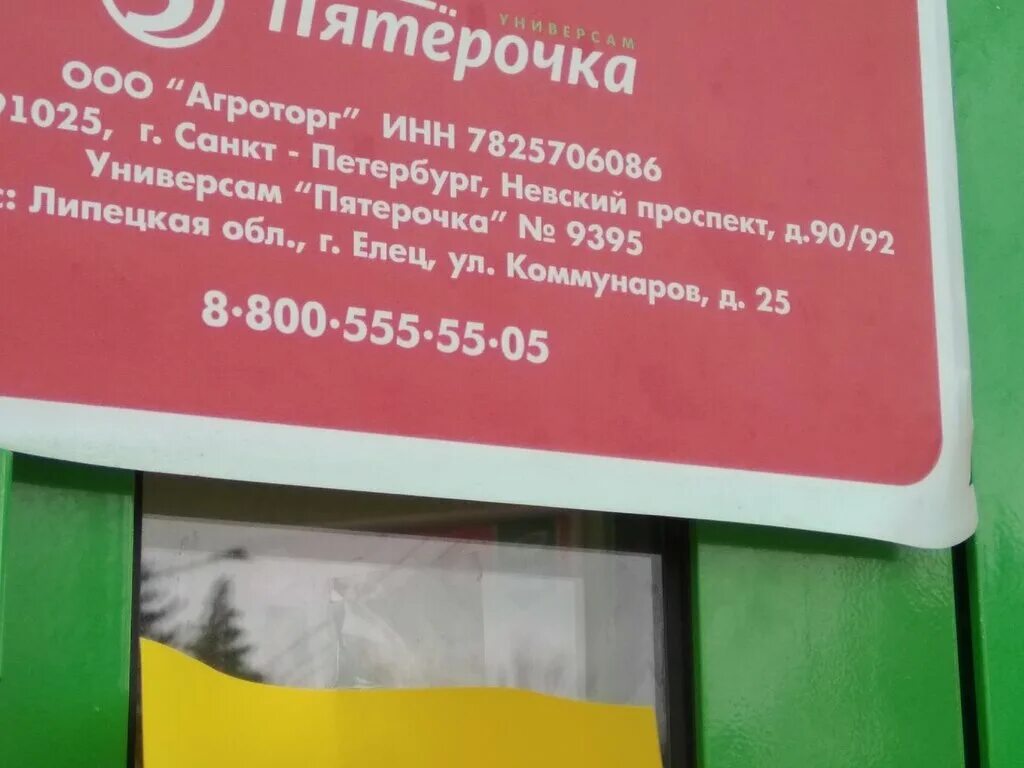 УНИВЕРСАМ
Пятёрочка
ООО "Агроторг" ИНН 7825706086
91025, г. Санкт - Петербург, Невский проспект, д.90/92
Универсам "Пятерочка" № 9395
с: Липецкая обл., г. Елец, ул. Коммунаров, д. 25
8·800·555·55·05